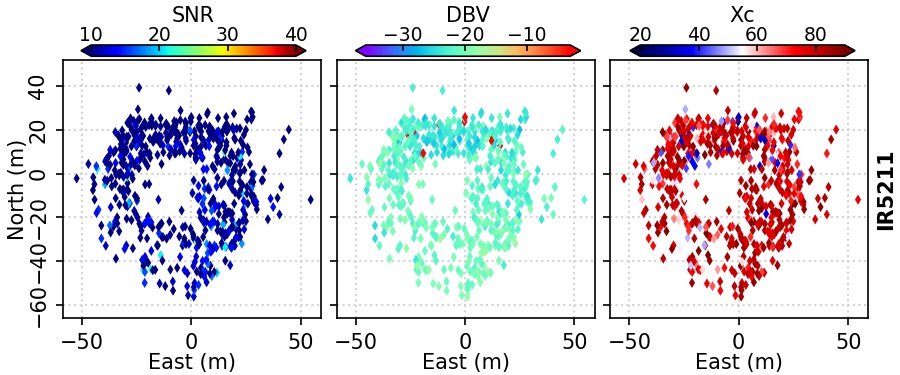 SNR DBV Xc
10 20 30 40 −30 −20 −10 20 40 60 80
40
20
0
−20
−40
−60
North (m)
IR5211
−50 0 50 −50 0 50 −50 0 50
East (m) East (m) East (m)